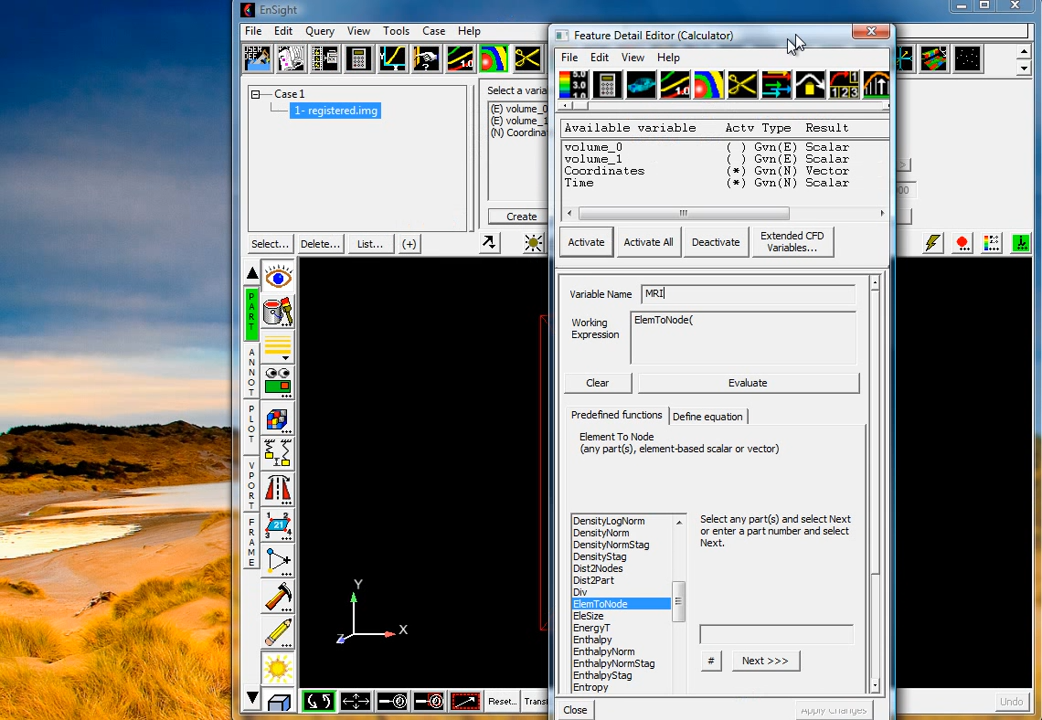 EnSight
File Edit Query View Tools Case Help
Case 1
1- registered.img
Select... Delete... List... (+)
Select a varia
(E) volume_0
(E) volume_1
(N) Coordina
Create
Feature Detail Editor (Calculator)
File Edit View Help
Available variable Actv Type Result
volume_0 ( ) Gvn(E) Scalar
volume_1 ( ) Gvn(E) Scalar
Coordinates (*) Gvn(N) Vector
Time (*) Gvn(N) Scalar
Activate Activate All Deactivate Extended CFD
Variables...
Variable Name MRI
Working
Expression
ElemToNode(
Clear Evaluate
Predefined functions Define equation
Element To Node
(any part(s), element-based scalar or vector)
DensityLogNorm
DensityNorm
DensityNormStag
DensityStag
Dist2Nodes
Dist2Part
Div
ElemToNode
EleSize
EnergyT
Enthalpy
EnthalpyNorm
EnthalpyNormStag
EnthalpyStag
Entropy
Select any part(s) and select Next
or enter a part number and select
Next.
# Next >>>
Close Apply Changes
PART
ANNOT
PLOT
VPORT
FRAME
Y
X
Z
Reset... Transf
Undo